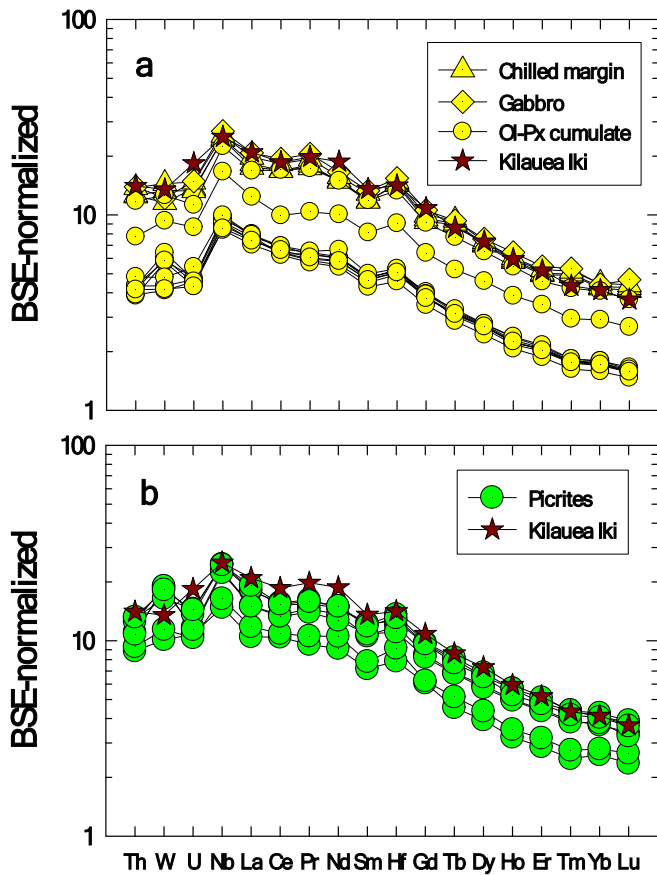 100
a
Chilled margin
Gabbro
Ol-Px cumulate
Kilauea Iki
10
BSE-normalized
1
100
b
Picrites
Kilauea Iki
10
BSE-normalized
1
Th W U Nb La Ce Pr Nd Sm Hf Gd Tb Dy Ho Er Tm Yb Lu